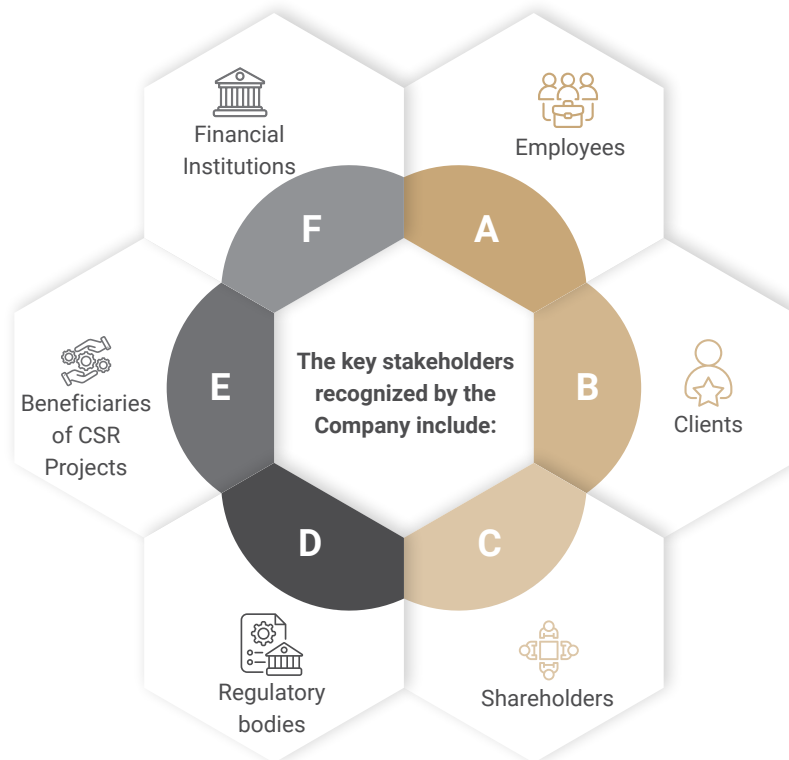 The key stakeholders
recognized by the
Company include:
A
Employees
B
Clients
C
Shareholders
D
Regulatory
bodies
E
Beneficiaries
of CSR
Projects
F
Financial
Institutions